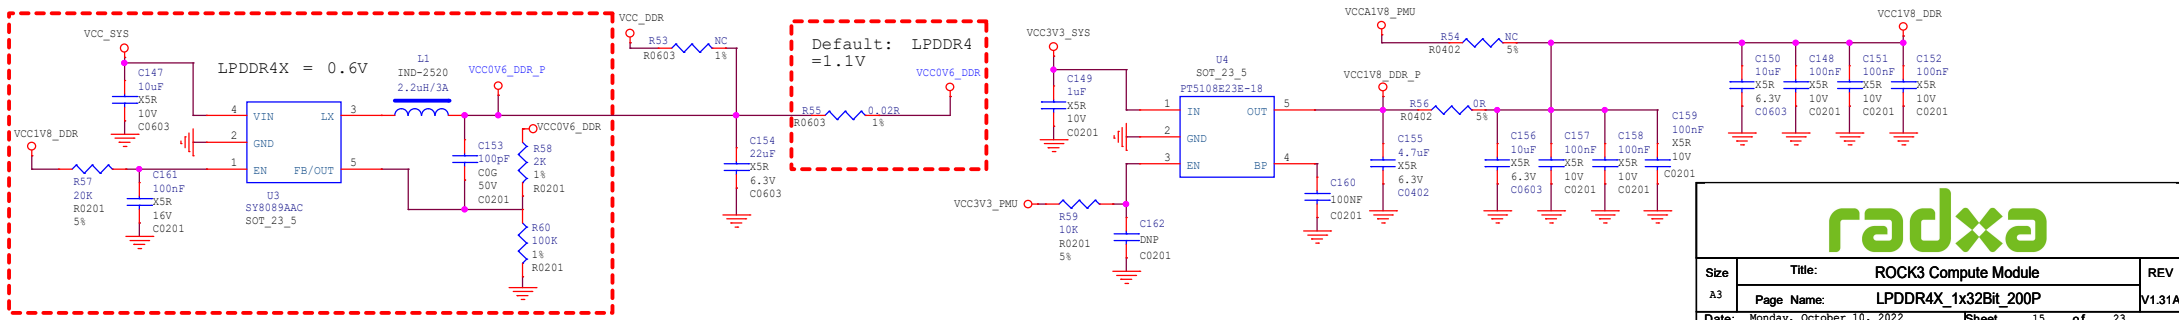 VCC_SYS
C147
10uF
X5R
10V
C0603
LPDDR4X = 0.6V
L1
IND-2520
2.2uH/3A
VCC0V6_DDR_P
4
VIN
LX
3
2
GND
1
EN
FB/OUT
5
U3
SY8089AAC
SOT_23_5
VCC1V8_DDR
R57
20K
R0201
5%
C161
100nF
X5R
16V
C0201
C153
100pF
C0G
50V
C0201
VCC0V6_DDR
R58
2K
1%
R0201
R60
100K
1%
R0201
VCC_DDR
R53
NC
R0603
1%
C154
22uF
X5R
6.3V
C0603
Default: LPDDR4
=1.1V
VCC0V6_DDR
R55
0.02R
R0603
1%
VCC3V3_SYS
C149
1uF
X5R
10V
C0201
U4
SOT_23_5
PT5108E23E-18
1
IN
OUT
5
2
GND
3
EN
BP
4
VCC3V3_PMU
R59
10K
R0201
5%
C162
DNP
C0201
C160
100NF
C0201
VCCA1V8_PMU
R54
NC
R0402
5%
VCC1V8_DDR_P
R56
0R
R0402
5%
C155
4.7uF
X5R
6.3V
C0402
C156
10uF
X5R
6.3V
C0603
C157
100nF
X5R
10V
C0201
C158
100nF
X5R
10V
C0201
C159
100nF
X5R
10V
C0201
VCC1V8_DDR
C150
10uF
X5R
6.3V
C0603
C148
100nF
X5R
10V
C0201
C151
100nF
X5R
10V
C0201
C152
100nF
X5R
10V
C0201
radxa
Size
A3
Title: ROCK3 Compute Module
REV
Page Name: LPDDR4X_1x32Bit_200P
V1.31A
Date: Monday, October 10, 2022 Sheet 15 of 23